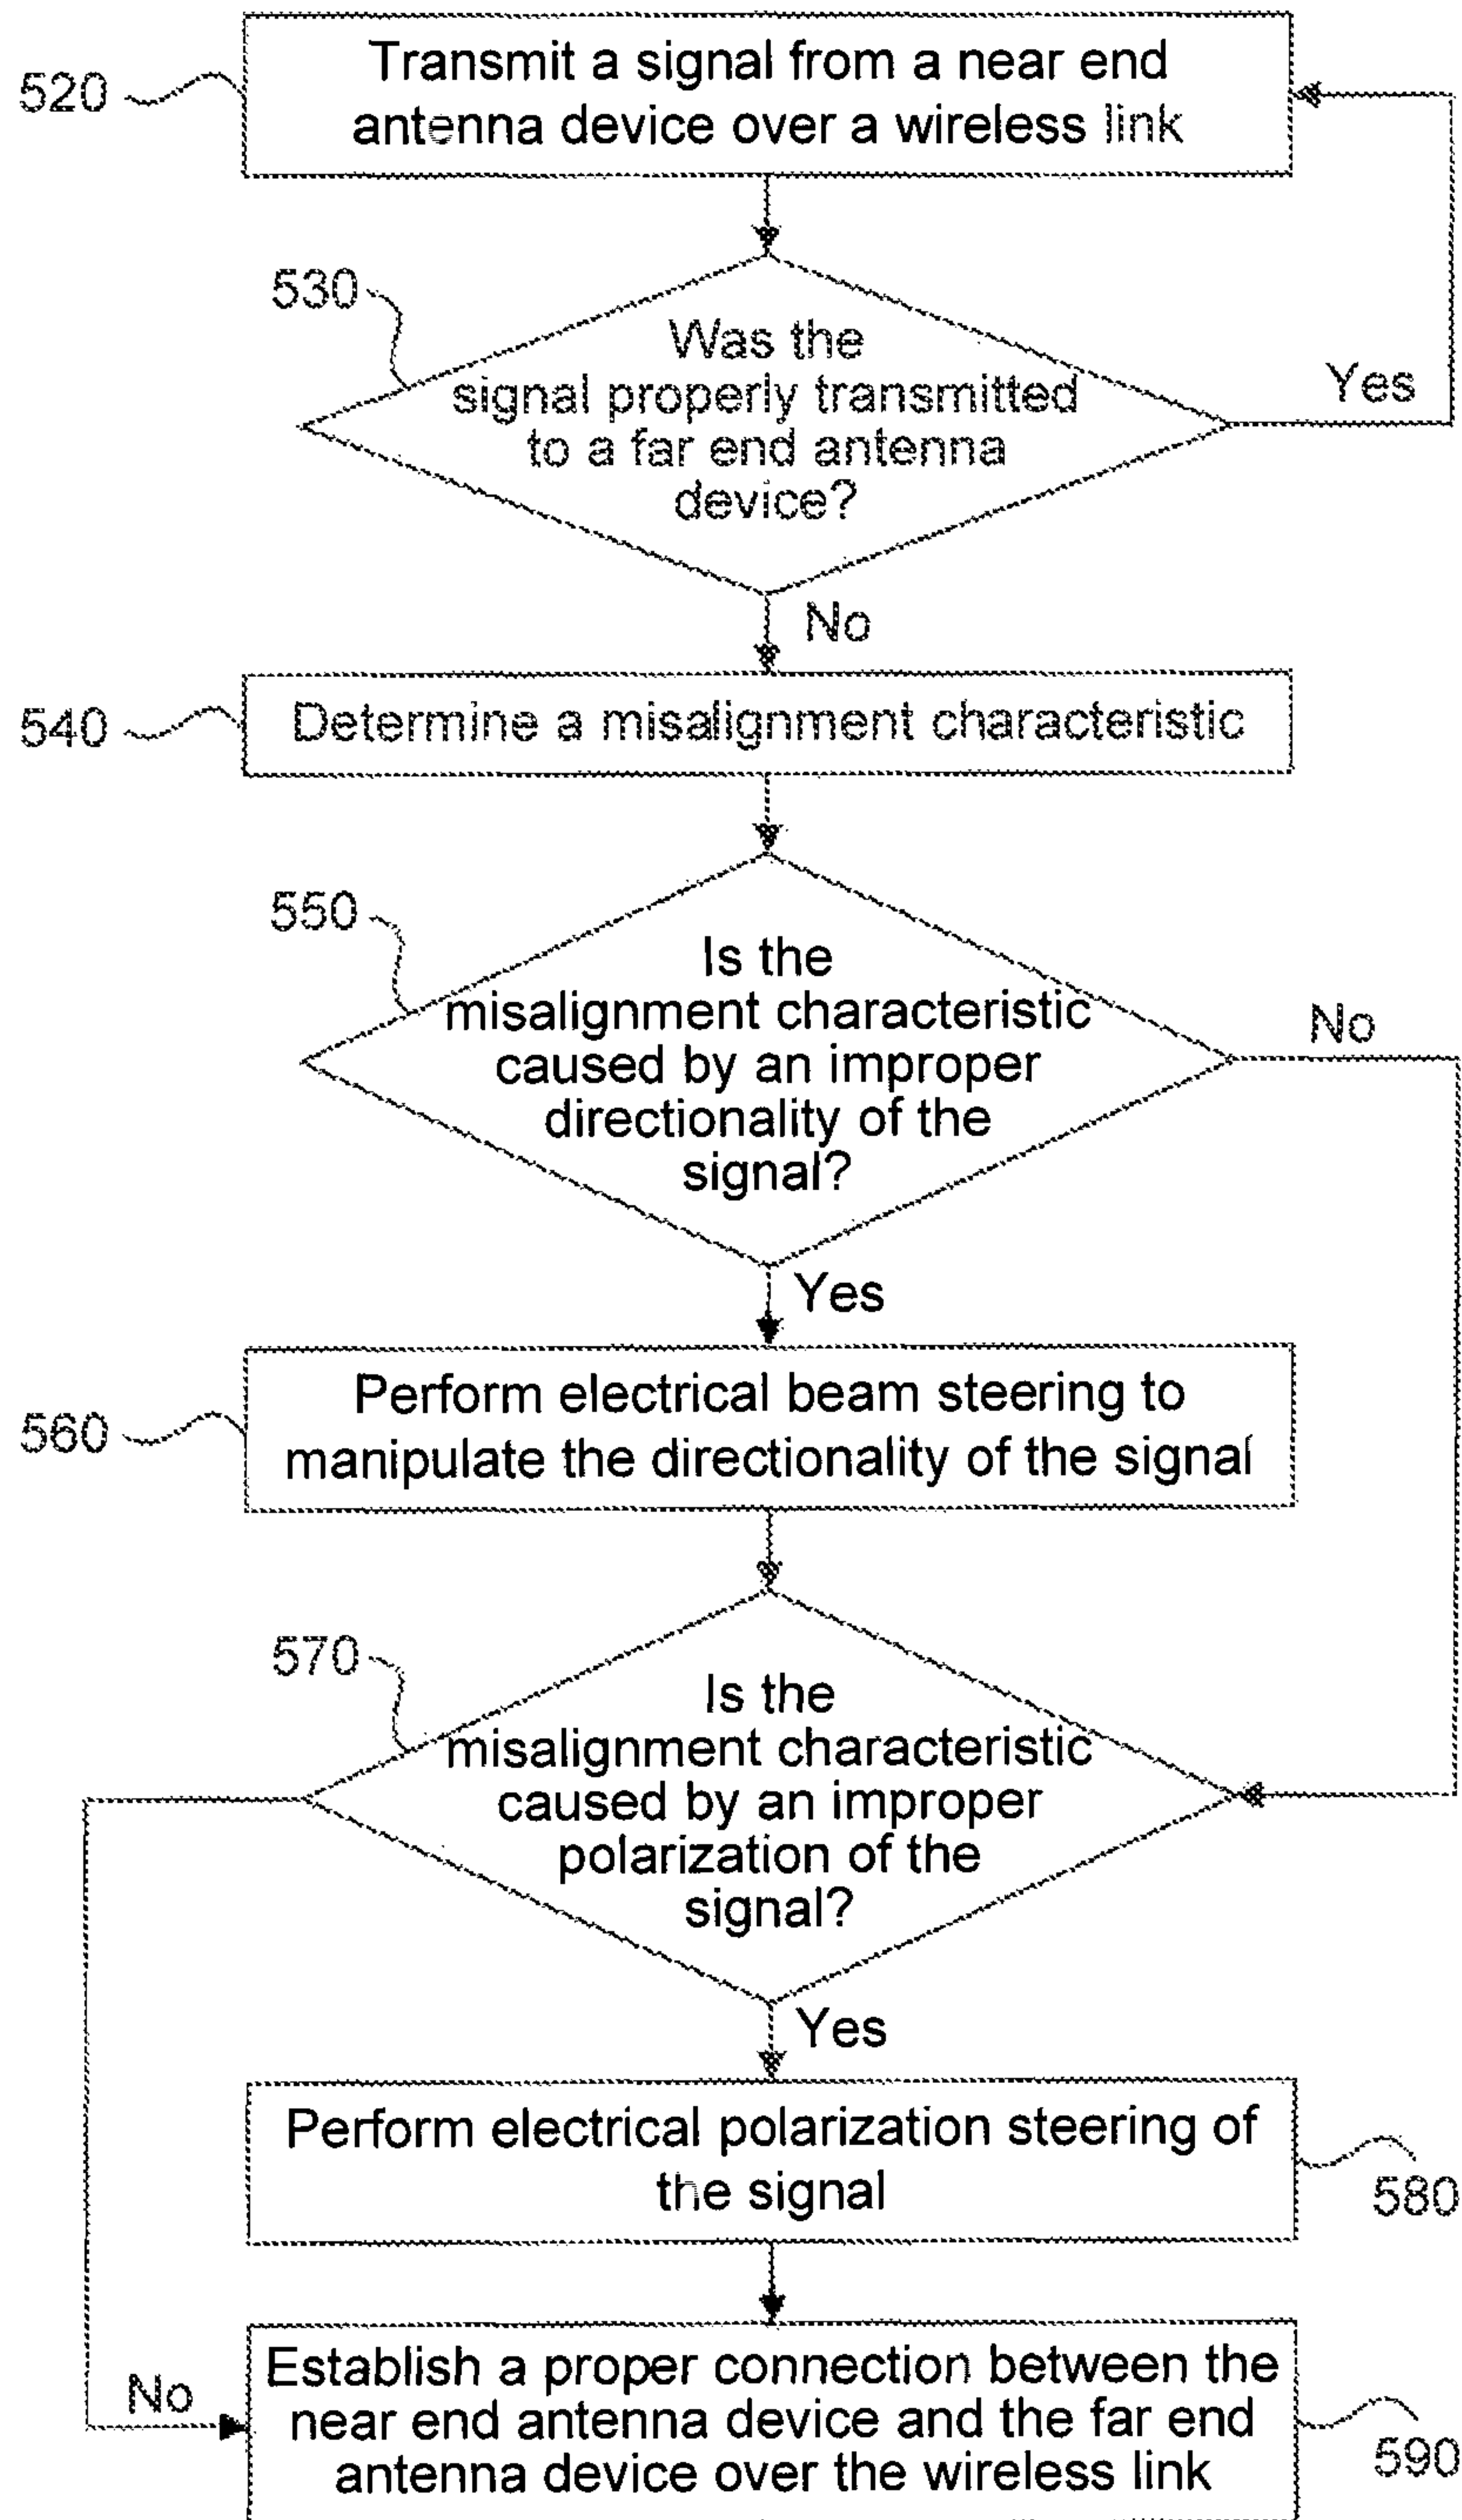 520
Transmit a signal from a near end
antenna device over a wireless link
530
Was the
signal properly transmitted
to a far end antenna
device?
Yes
No
540
Determine a misalignment characteristic
550
Is the
misalignment characteristic
caused by an improper
directionality of the
signal?
No
Yes
560
Perform electrical beam steering to
manipulate the directionality of the signal
570
Is the
misalignment characteristic
caused by an improper
polarization of the
signal?
Yes
Perform electrical polarization steering of
the signal
580
No
Establish a proper connection between the
near end antenna device and the far end
antenna device over the wireless link
590